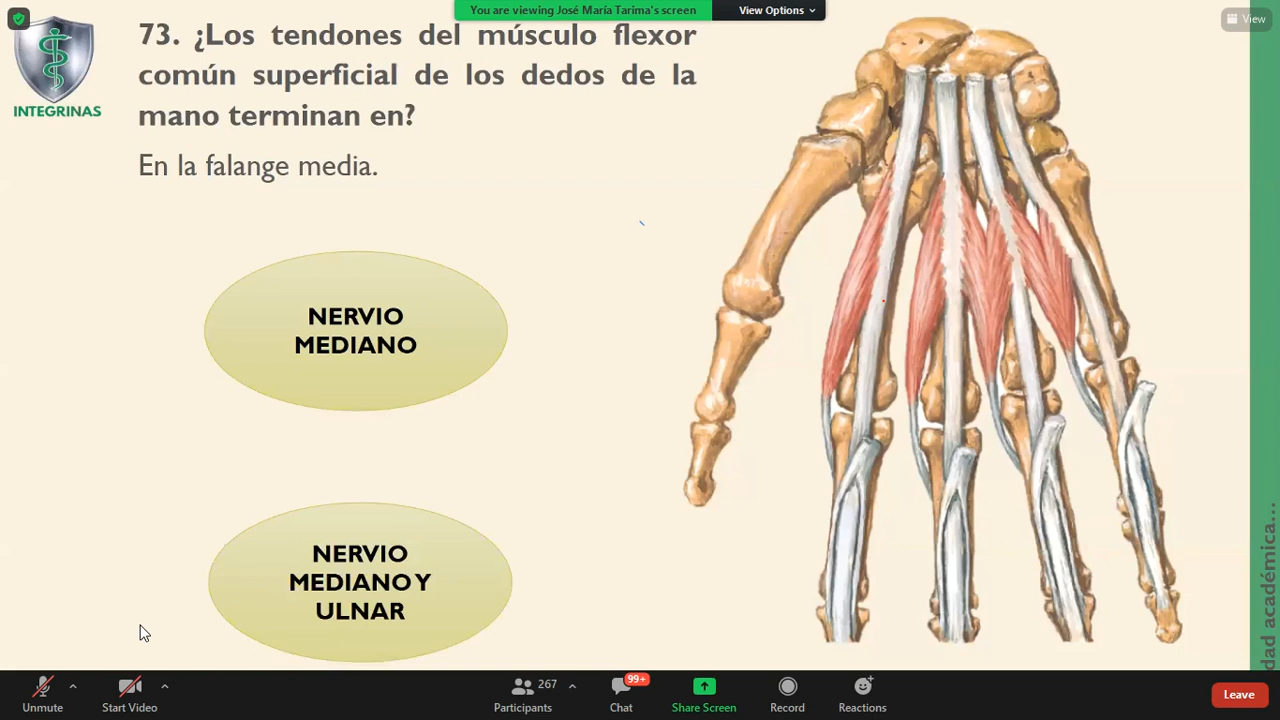 You are viewing José María Tarima's screen
View Options
View
INTEGRINAS
73. ¿Los tendones del músculo flexor
común superficial de los dedos de la
mano terminan en?
En la falange media.
NERVIO
MEDIANO
NERVIO
MEDIANO Y
ULNAR
dad académica...
Unmute
Start Video
267
Participants
99+
Chat
Share Screen
Record
Reactions
Leave